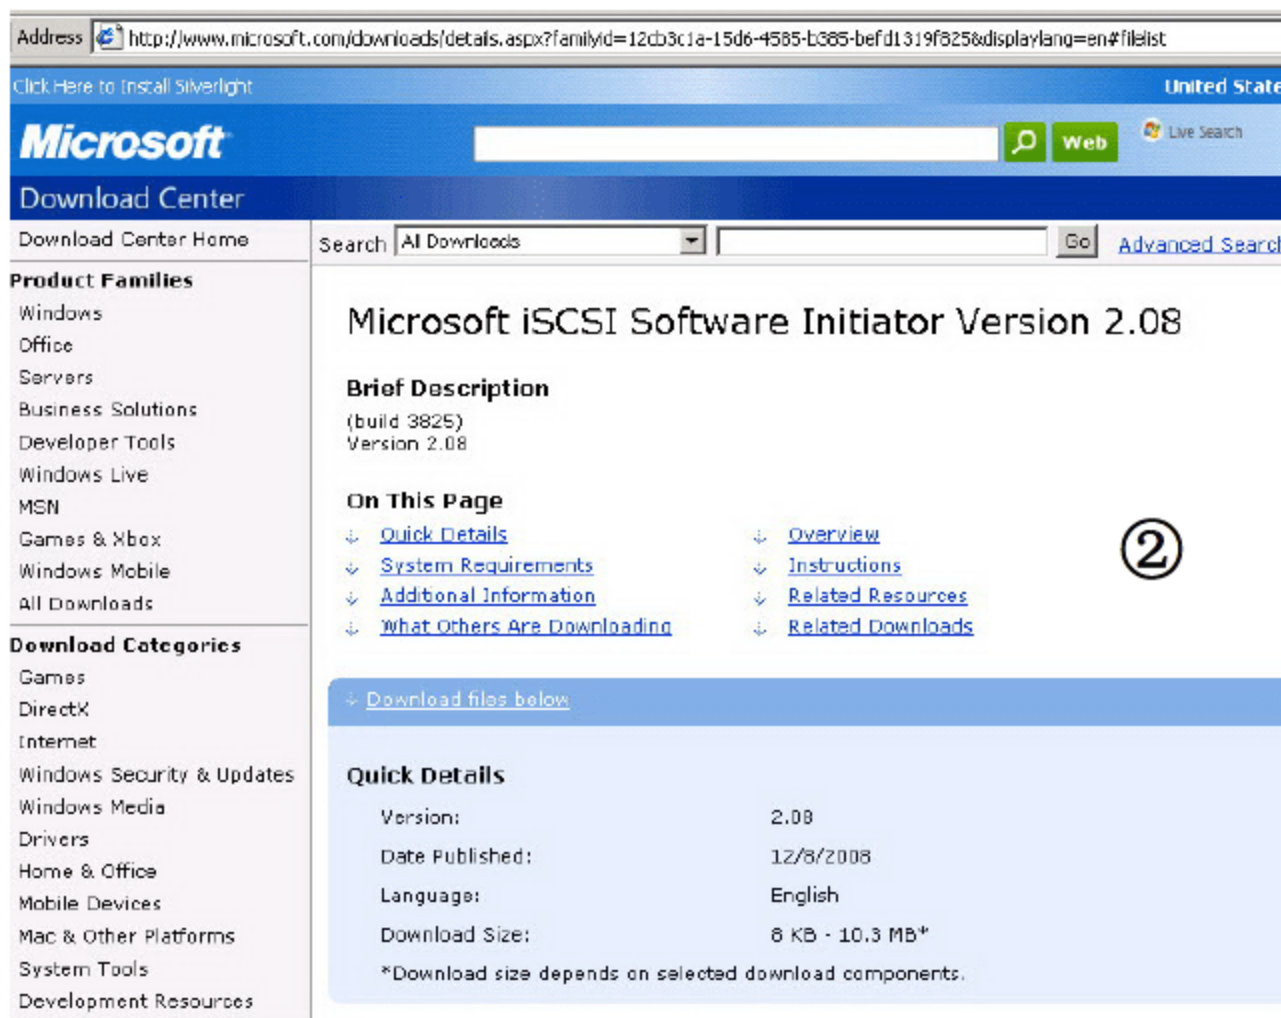 Address http://www.microsoft.com/downloads/details.aspx?familyid=12cb3c1a-15d6-4585-b385-befd1319f825&displaylang=en#filelist
Click Here to Install Silverlight United State
Microsoft Web Live Search
Download Center
Download Center Home
Search All Downloads Go Advanced Search
Product Families
Windows
Office
Servers
Business Solutions
Developer Tools
Windows Live
MSN
Games & Xbox
Windows Mobile
All Downloads
Download Categories
Games
DirectX
Internet
Windows Security & Updates
Windows Media
Drivers
Home & Office
Mobile Devices
Mac & Other Platforms
System Tools
Development Resources
Microsoft iSCSI Software Initiator Version 2.08
Brief Description
(build 3825)
Version 2.08
On This Page
Quick Details Overview
System Requirements Instructions
Additional Information Related Resources
What Others Are Downloading Related Downloads
②
Download files below
Quick Details
Version: 2.08
Date Published: 12/8/2008
Language: English
Download Size: 8 KB - 10.3 MB*
*Download size depends on selected download components.